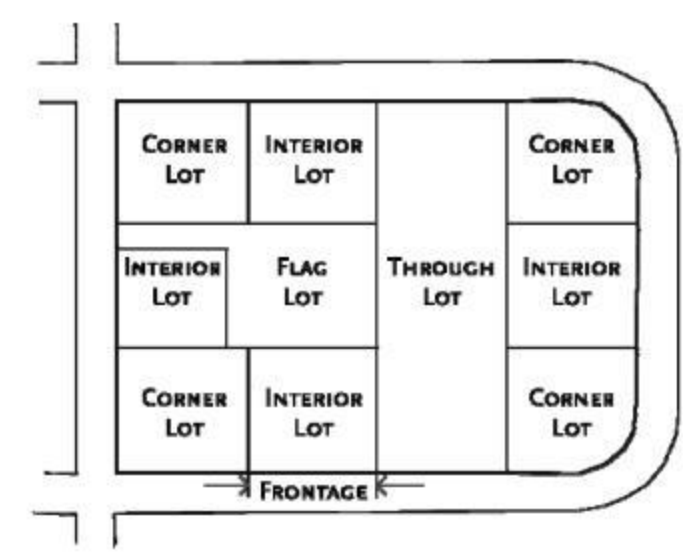 Corner
Lot
Interior
Lot
Corner
Lot
Interior
Lot
Flag
Lot
Through
Lot
Interior
Lot
Corner
Lot
Interior
Lot
Corner
Lot
Frontage